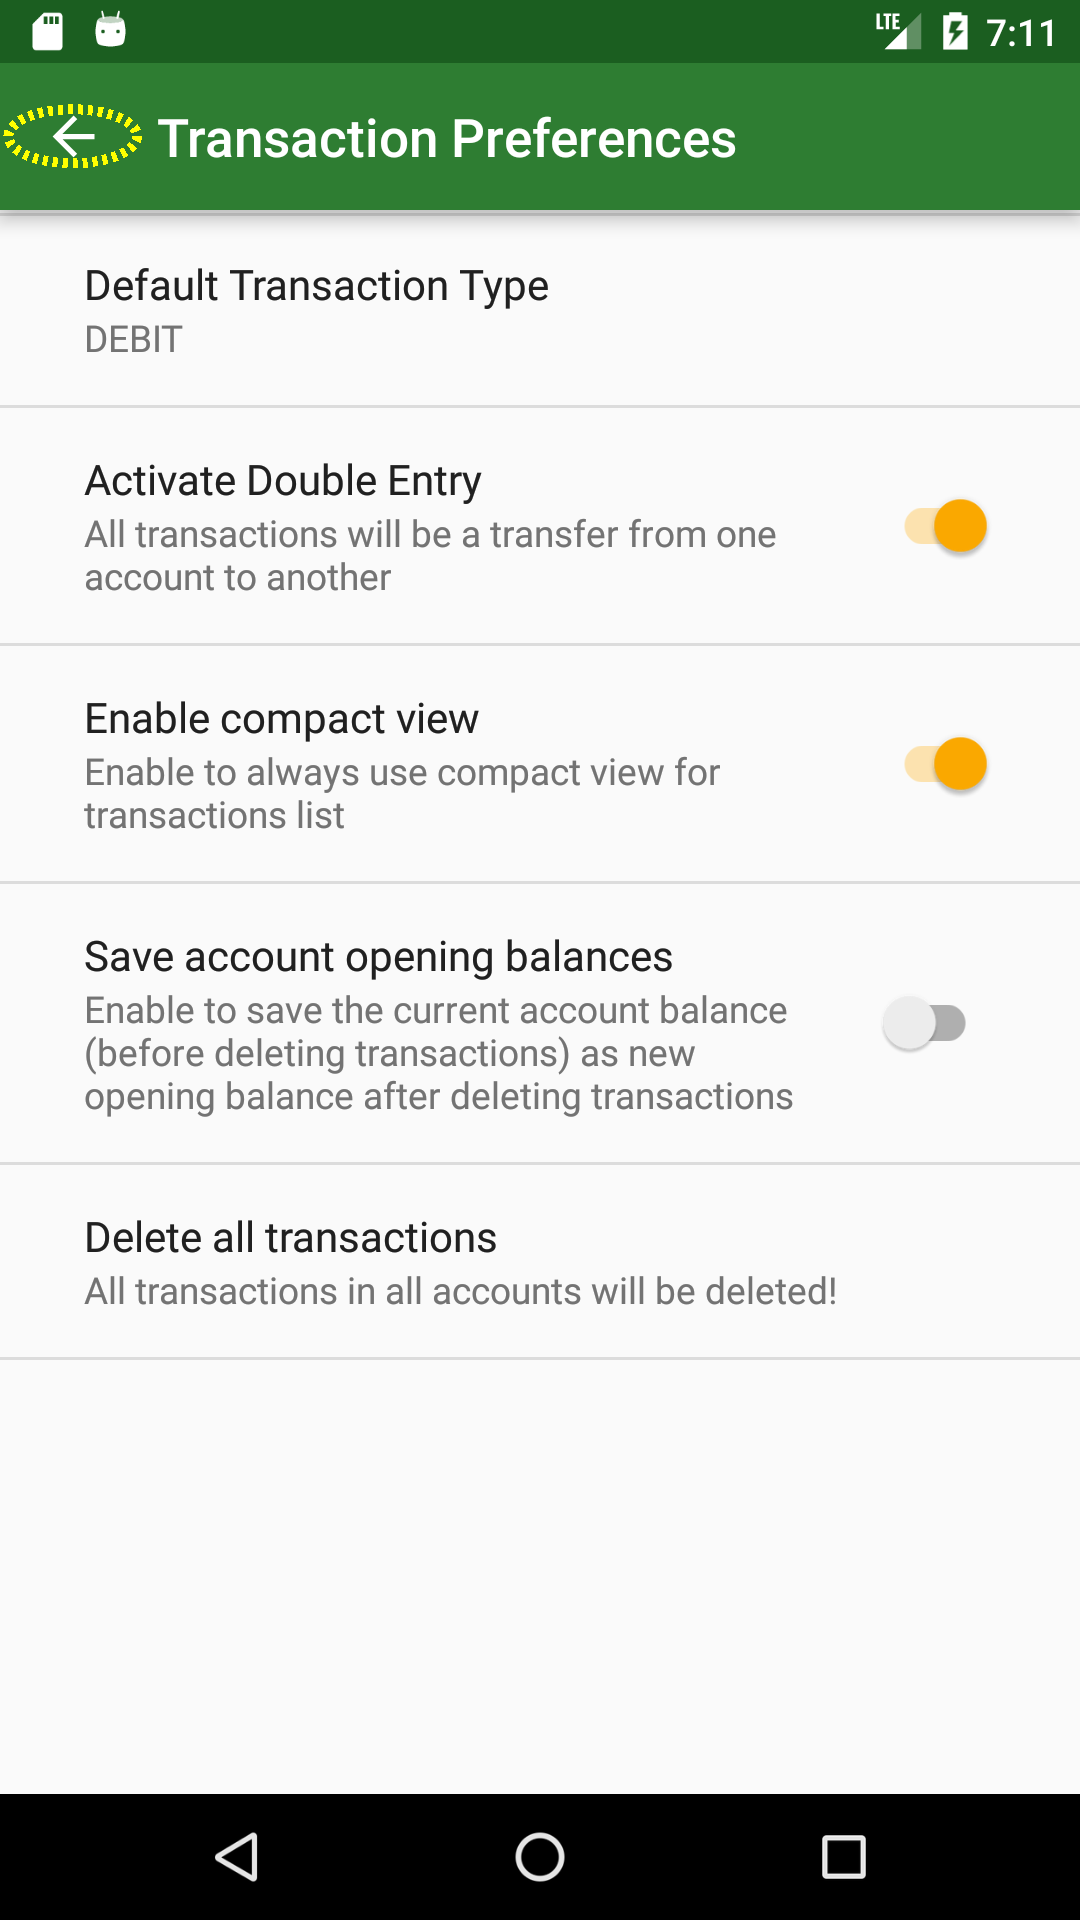 LTE 7:11
Transaction Preferences
Default Transaction Type
DEBIT
Activate Double Entry
All transactions will be a transfer from one
account to another
Enable compact view
Enable to always use compact view for
transactions list
Save account opening balances
Enable to save the current account balance
(before deleting transactions) as new
opening balance after deleting transactions
Delete all transactions
All transactions in all accounts will be deleted!